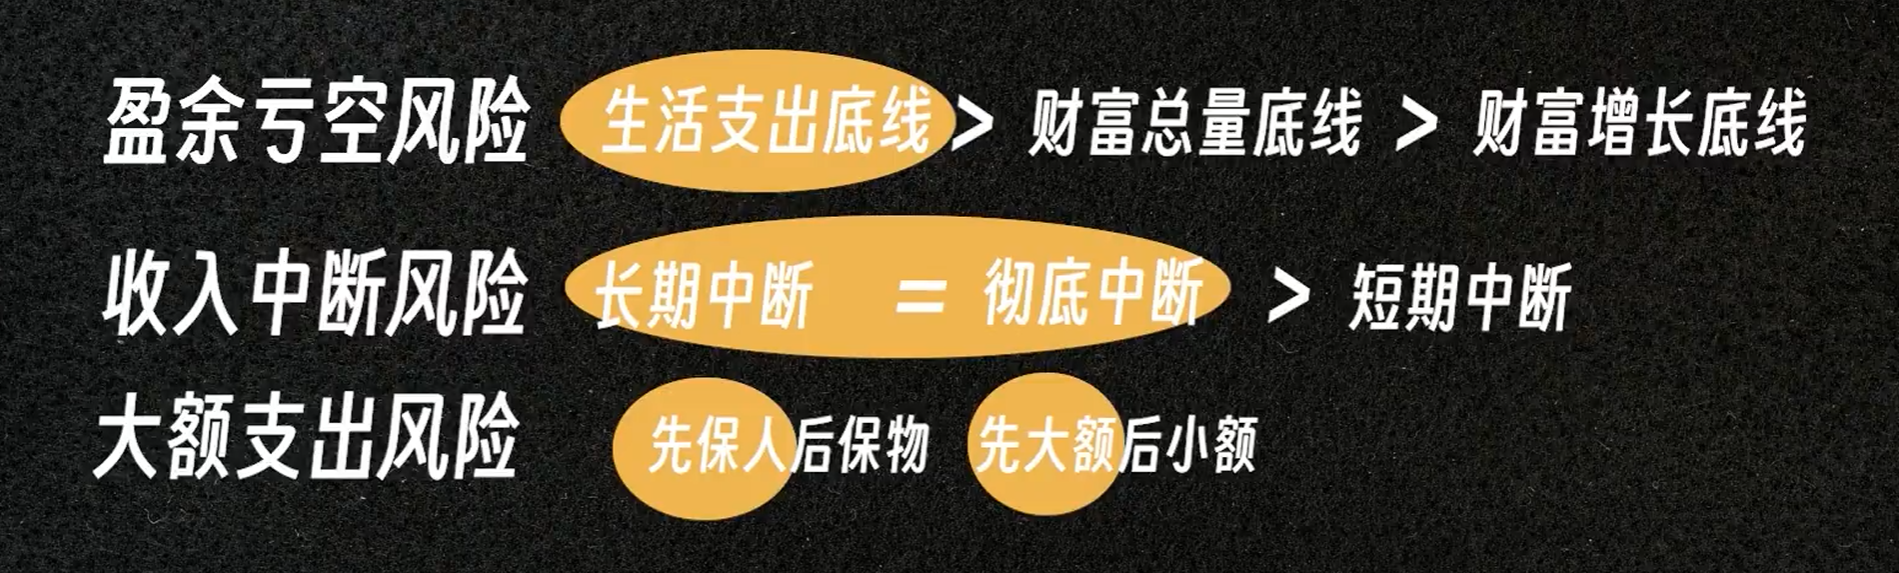 盈余亏空风险 生活支出底线 > 财富总量底线 > 财富增长底线
收入中断风险 长期中断 = 彻底中断 > 短期中断
大额支出风险 先保人后保物 先大额后小额